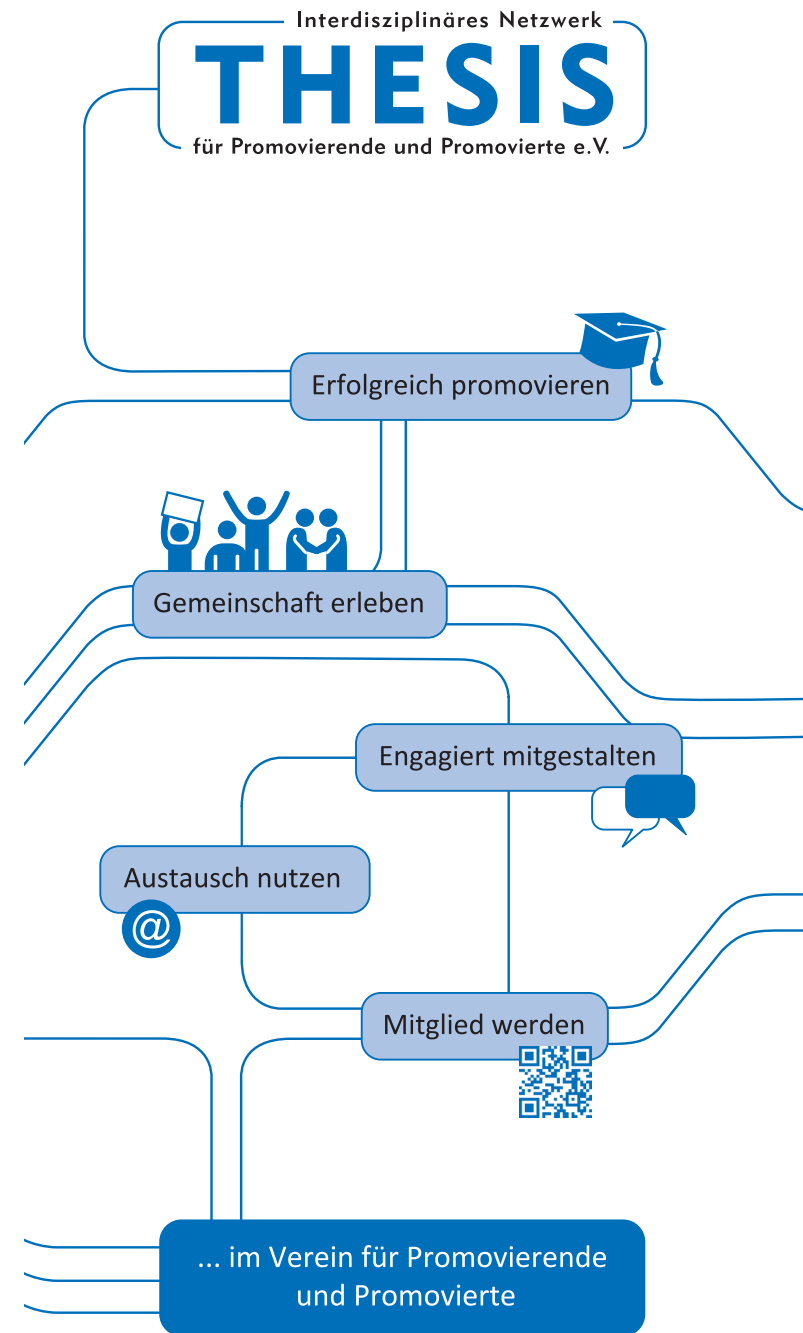 Interdisziplinäres Netzwerk
THESIS
für Promovierende und Promovierte e.V.
Erfolgreich promovieren
Gemeinschaft erleben
Engagiert mitgestalten
Austausch nutzen
@
Mitglied werden
... im Verein für Promovierende
und Promovierte